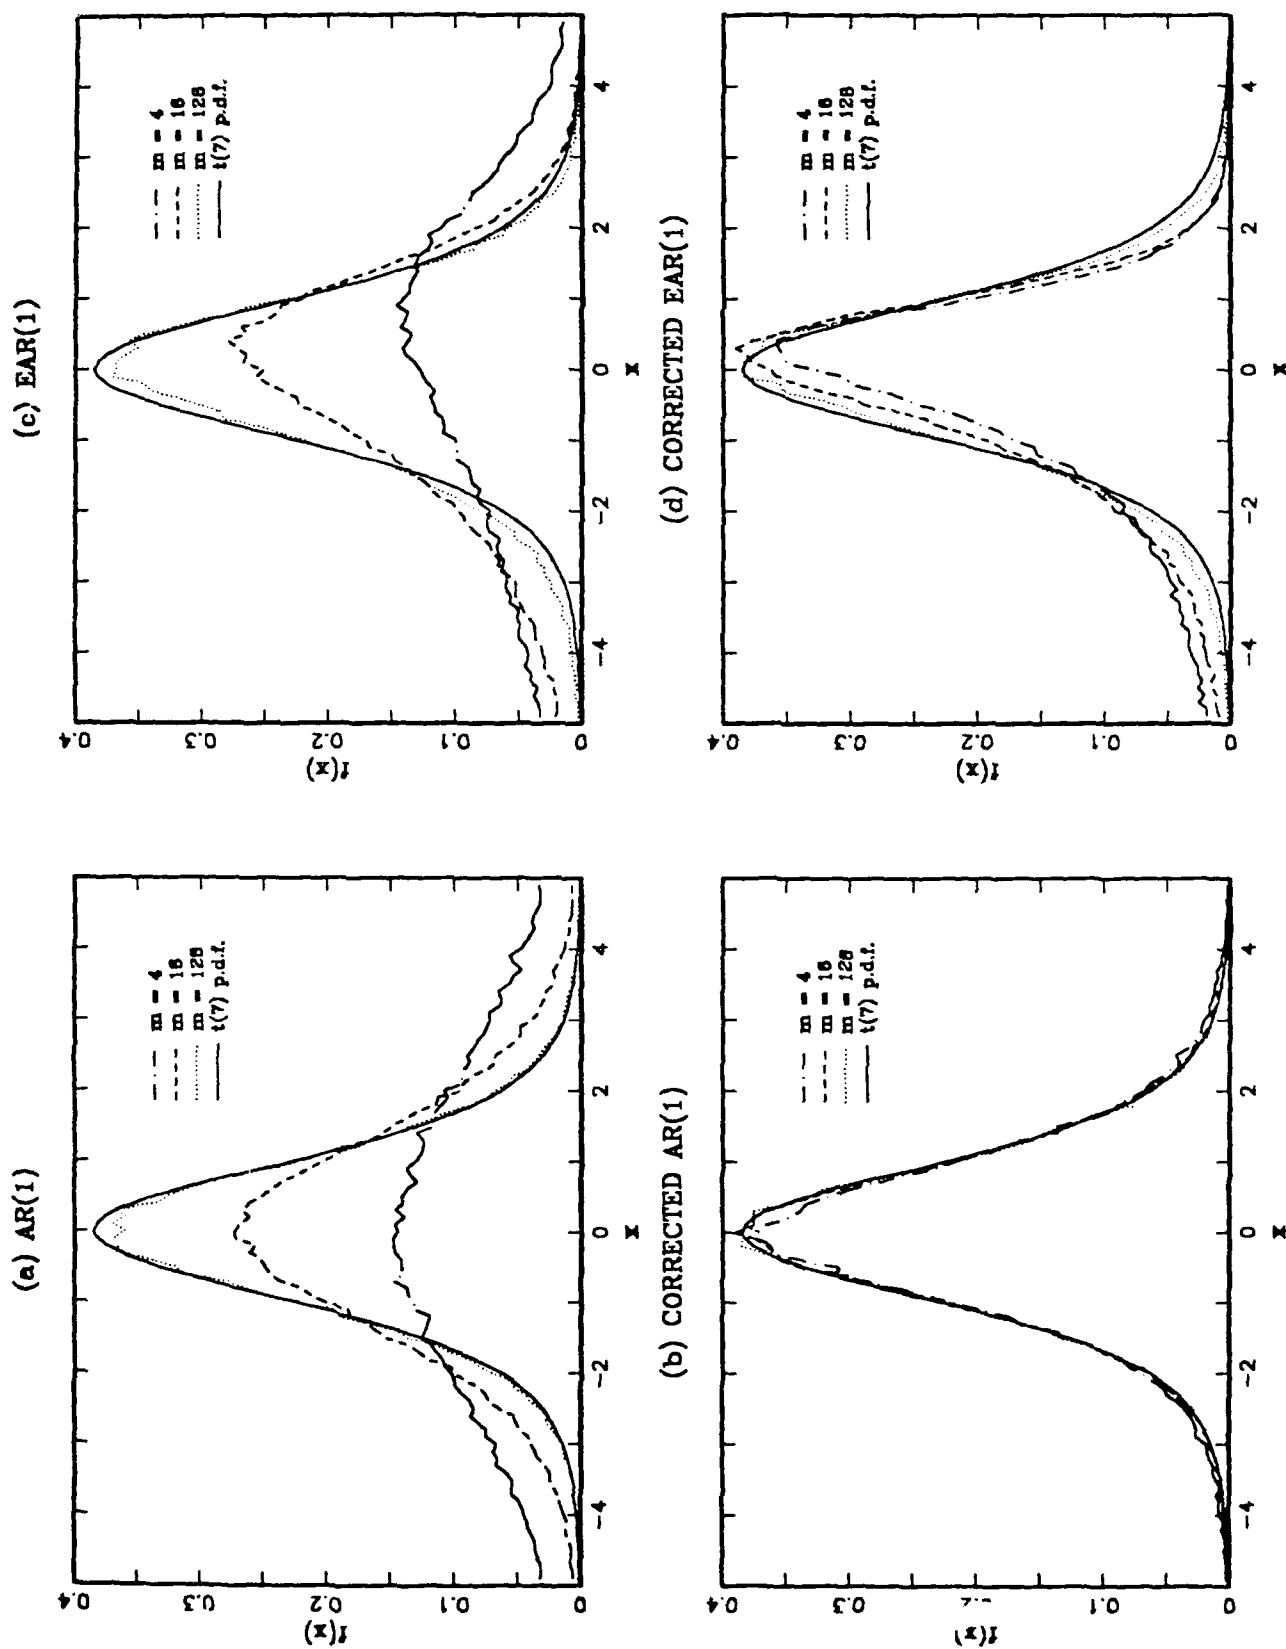 (a) AR(1)
f(x)
0.4
0.3
0.2
0.1
0
m = 4
m = 16
m = 128
t(7) p.d.f.
-4
-2
0
2
4
x
(c) EAR(1)
f(x)
0.4
0.3
0.2
0.1
0
m = 4
m = 16
m = 128
t(7) p.d.f.
-4
-2
0
2
4
x
(b) CORRECTED AR(1)
f(x)
0.4
0.3
0.1
0
m = 4
m = 16
m = 128
t(7) p.d.f.
-4
-2
0
2
4
x
(d) CORRECTED EAR(1)
f(x)
0.4
0.3
0.2
0.1
0
m = 4
m = 16
m = 128
t(7) p.d.f.
-4
-2
0
2
4
x